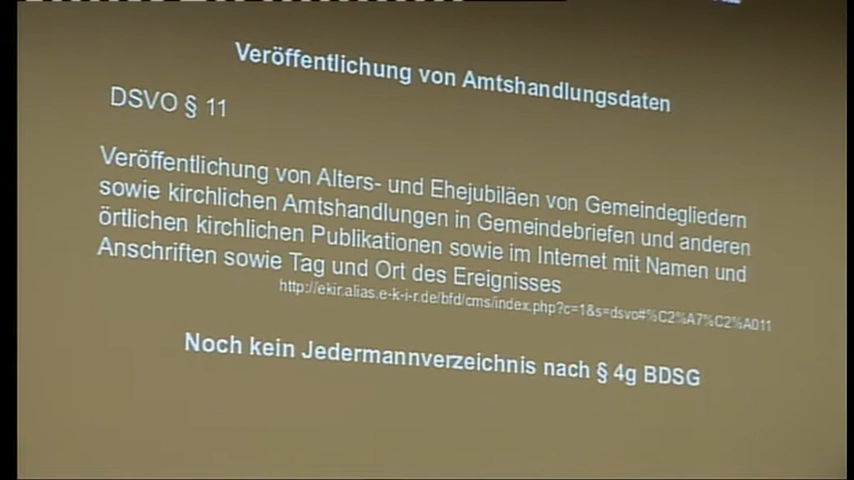 Veröffentlichung von Amtshandlungsdaten
DSVO § 11
Veröffentlichung von Alters- und Ehejubiläen von Gemeindegliedern
sowie kirchlichen Amtshandlungen in Gemeindebriefen und anderen
örtlichen kirchlichen Publikationen sowie im Internet mit Namen und
Anschriften sowie Tag und Ort des Ereignisses
http://ekir.alias.e-k-i-r.de/bfd/cms/index.php?c=1&s=dsvo#%C2%A7%C2%A011
Noch kein Jedermannverzeichnis nach § 4g BDSG